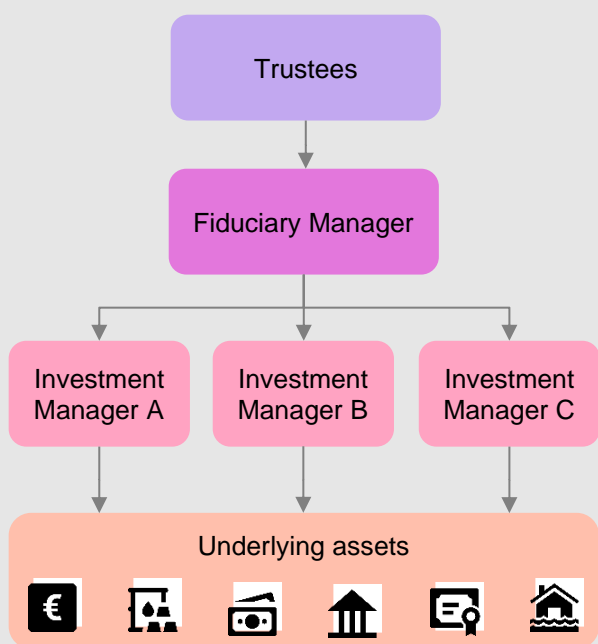 Trustees
Fiduciary Manager
Investment
Manager A
Investment
Manager B
Investment
Manager C
Underlying assets
€